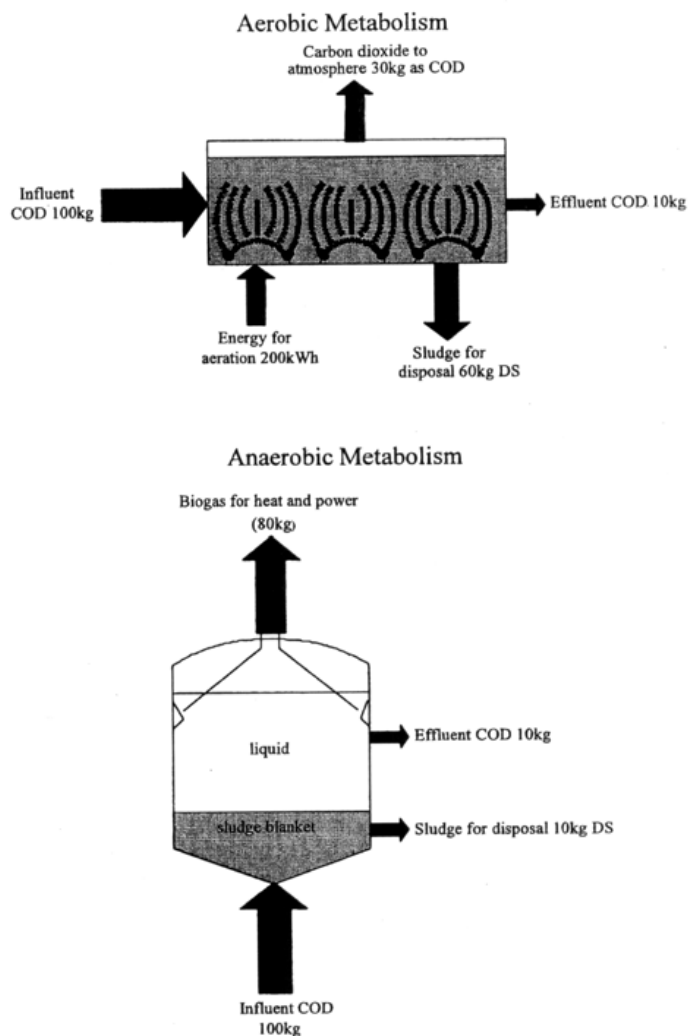 Aerobic Metabolism
Carbon dioxide to
atmosphere 30kg as COD
Influent
COD 100kg
Effluent COD 10kg
Energy for
aeration 200kWh
Sludge for
disposal 60kg DS
Anaerobic Metabolism
Biogas for heat and power
(80kg)
liquid
Effluent COD 10kg
sludge blanket
Sludge for disposal 10kg DS
Influent COD
100kg